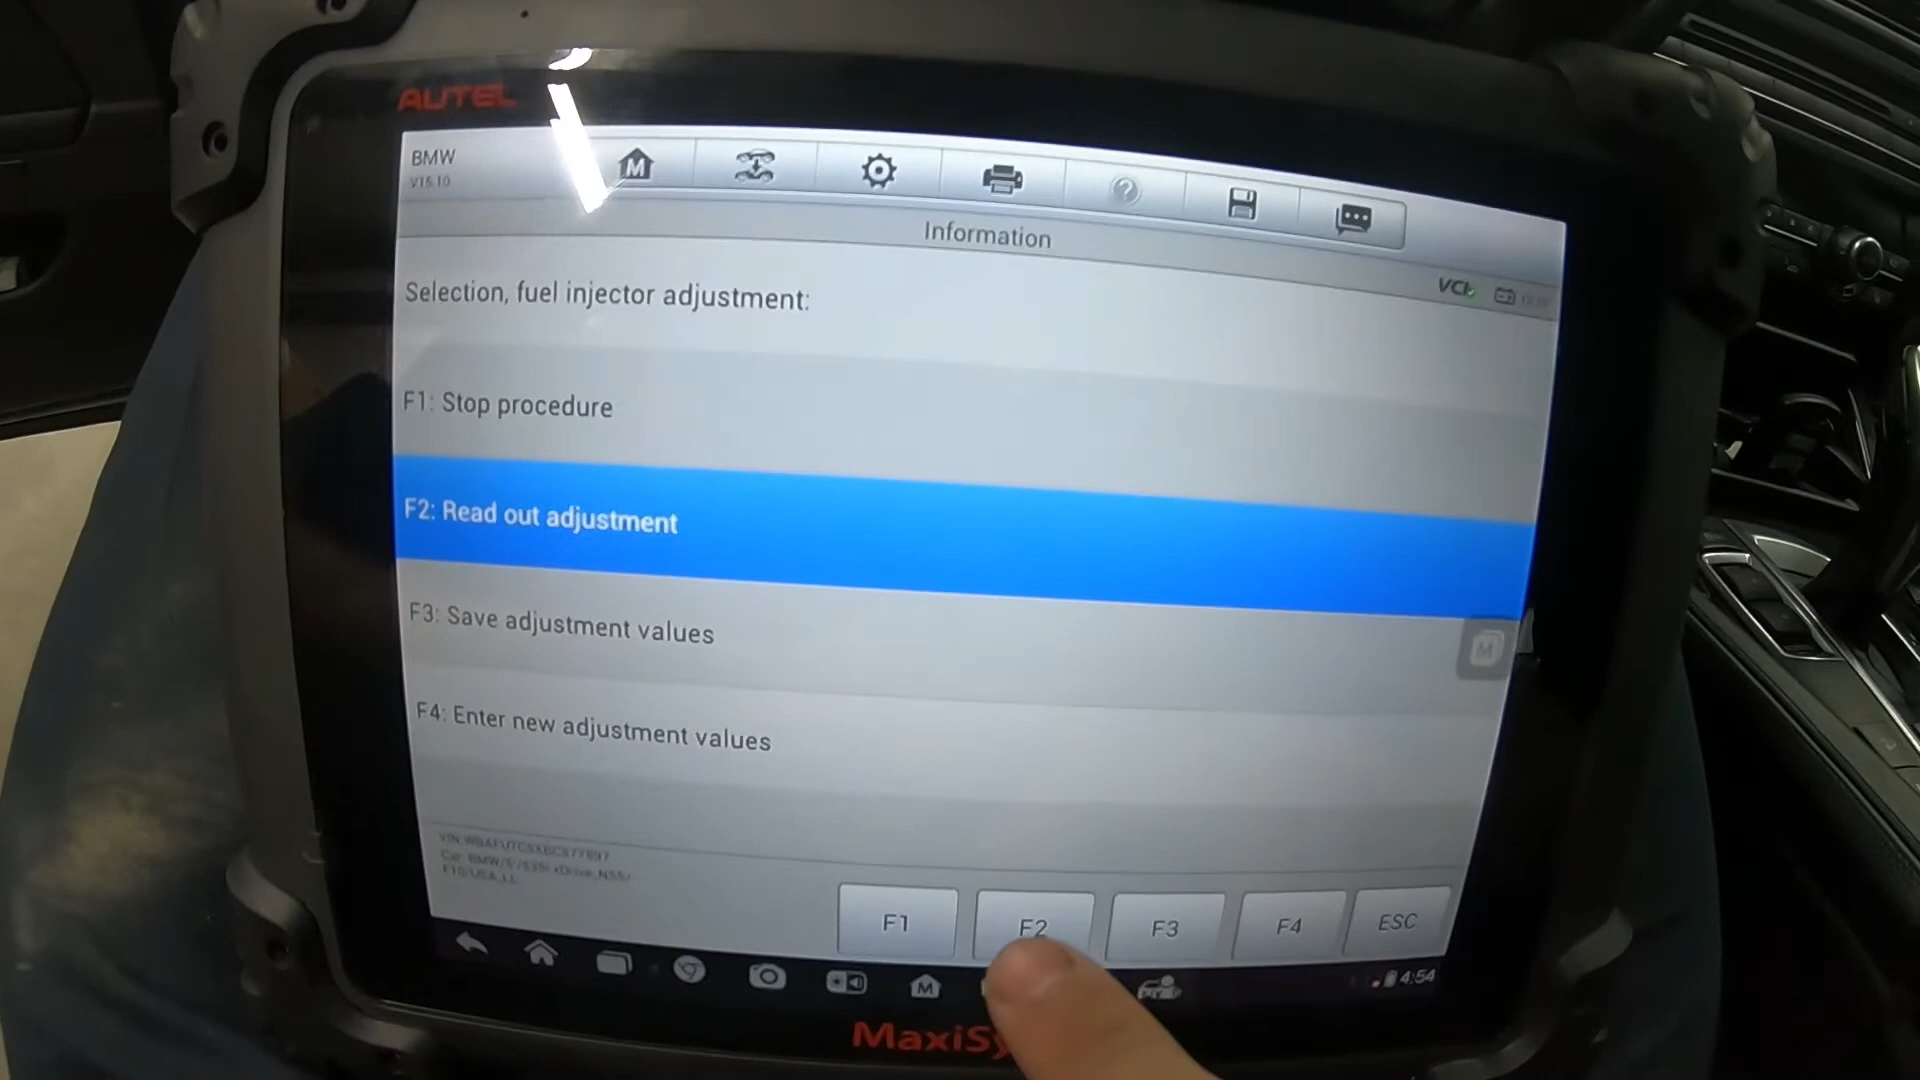 AUTEL
BMW
V15.10
M
?
Information
VCI
Selection, fuel injector adjustment:
F1: Stop procedure
F2: Read out adjustment
M
F3: Save adjustment values
F4: Enter new adjustment values
F1
F2
F3
F4
ESC
M
4:54
MaxiSy